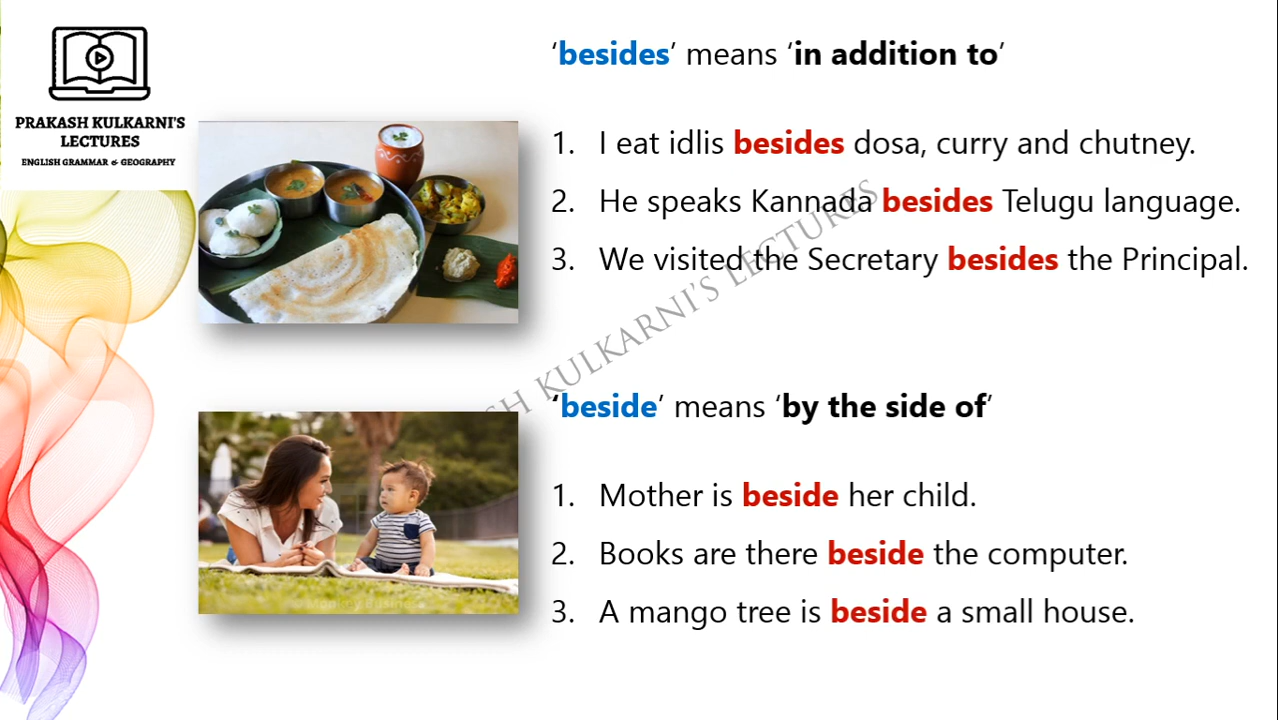 PRAKASH KULKARNI'S
LECTURES
ENGLISH GRAMMAR & GEOGRAPHY
‘besides’ means ‘in addition to’
1. I eat idlis besides dosa, curry and chutney.
2. He speaks Kannada besides Telugu language.
3. We visited the Secretary besides the Principal.
SH KULKARNI'S LECTURES
‘beside’ means ‘by the side of’
1. Mother is beside her child.
2. Books are there beside the computer.
3. A mango tree is beside a small house.